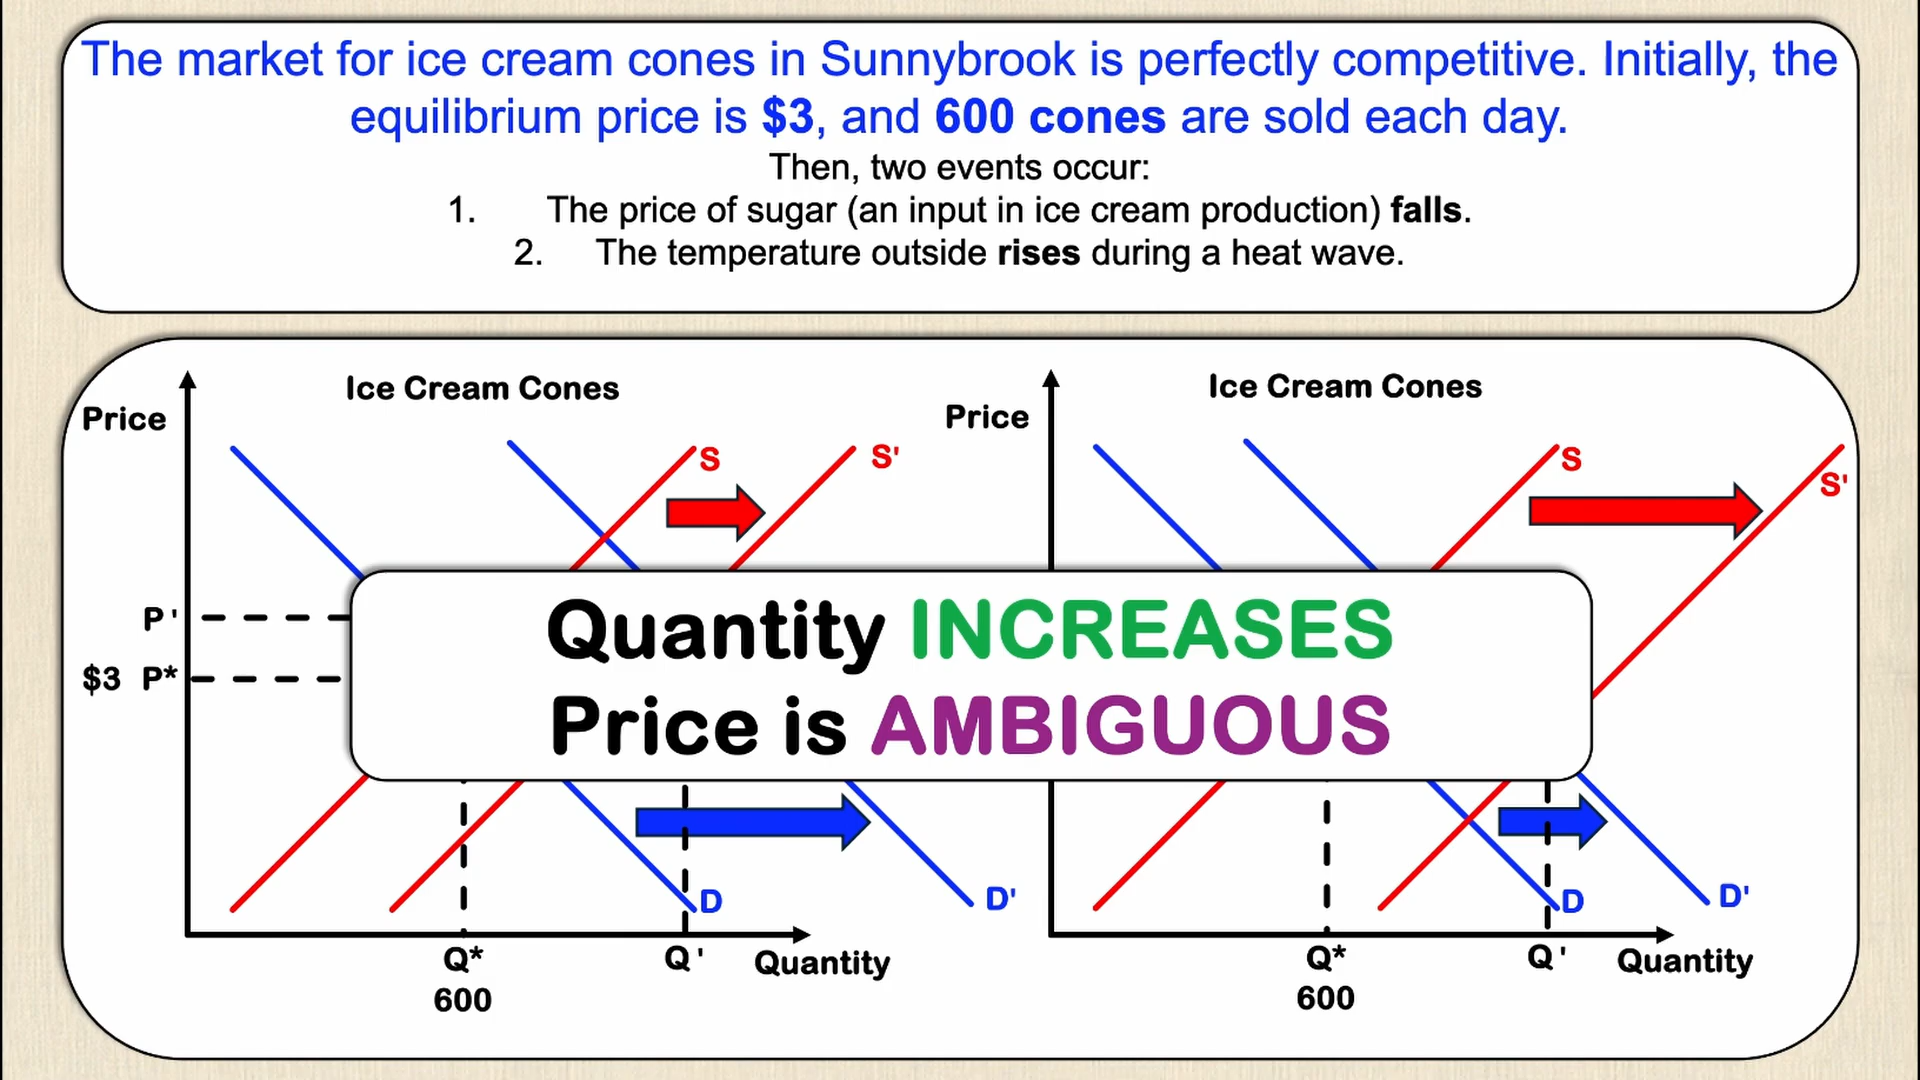 The market for ice cream cones in Sunnybrook is perfectly competitive. Initially, the
equilibrium price is $3, and 600 cones are sold each day.
Then, two events occur:
1. The price of sugar (an input in ice cream production) falls.
2. The temperature outside rises during a heat wave.
Ice Cream Cones
Price
S
S'
P'
$3 P*
D
D'
Q*
Q'
Quantity
600
Ice Cream Cones
Price
S
S'
D
D'
Q*
Q'
Quantity
600
Quantity INCREASES
Price is AMBIGUOUS